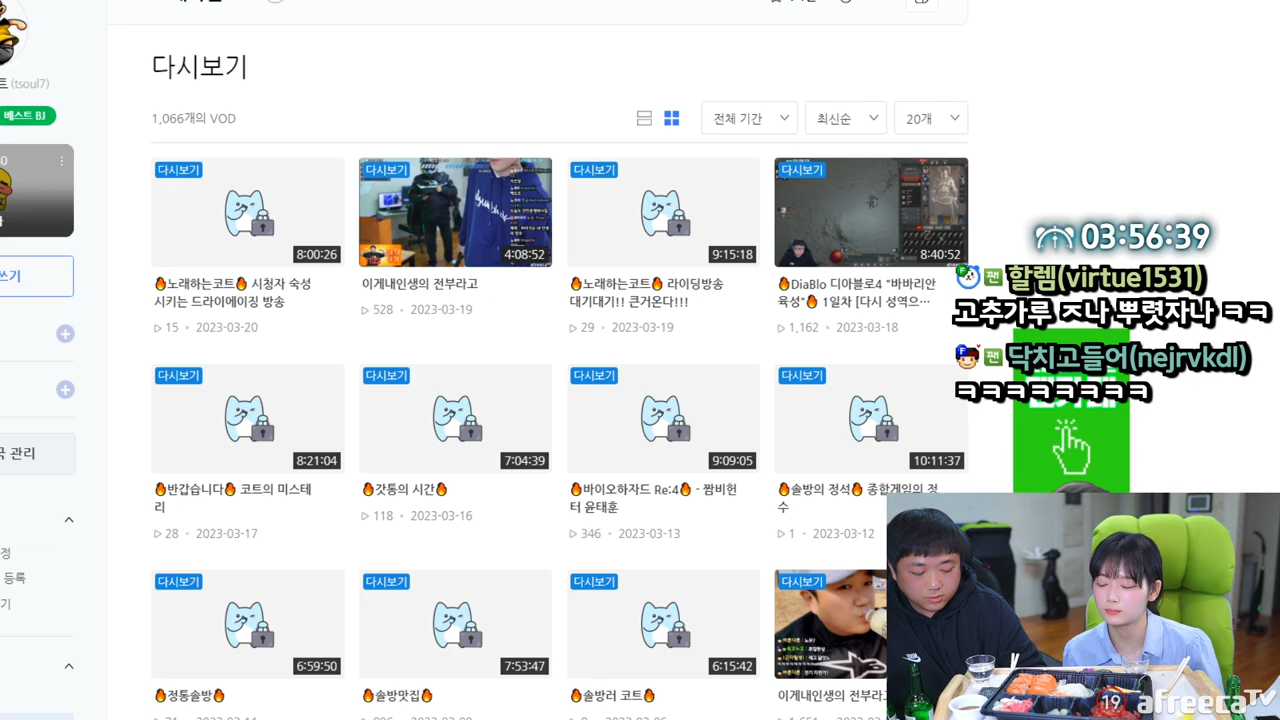 (tsoul7)
베스트 BJ
다시보기
1,066개의 VOD
전체 기간
최신순
20개
다시보기
8:00:26
🔥노래하는코트🔥 시청자 숙성
시키는 드라이에이징 방송
15 • 2023-03-20
다시보기
4:08:52
이게내인생의 전부라고
528 • 2023-03-19
다시보기
9:15:18
🔥노래하는코트🔥 라이딩방송
대기대기!! 큰거온다!!!
29 • 2023-03-19
다시보기
8:40:52
🔥DiaBlo 디아블로4 "바바리안
육성"🔥 1일차 [다시 성역으…
1,162 • 2023-03-18
다시보기
8:21:04
🔥반갑습니다🔥 코트의 미스테
리
28 • 2023-03-17
다시보기
7:04:39
🔥갓통의 시간🔥
118 • 2023-03-16
다시보기
9:09:05
🔥바이오하자드 Re:4🔥 - 짬비헌
터 윤태훈
346 • 2023-03-13
다시보기
10:11:37
🔥솔방의 정석🔥 종합게임의 정
수
1 • 2023-03-12
다시보기
6:59:50
🔥정통솔방🔥
다시보기
7:53:47
🔥솔방맛집🔥
다시보기
6:15:42
🔥솔방러 코트🔥
다시보기
이게내인생의 전부라고
쓰기
국 관리
정
등록
기
03:56:39
팬 할렘(virtue1531)
고추가루 ㅈ나 뿌렷자나 ㅋㅋ
팬 닥치고들어(nejrvkdl)
ㅋㅋㅋㅋㅋㅋㅋㅋ
19 afreecaTV